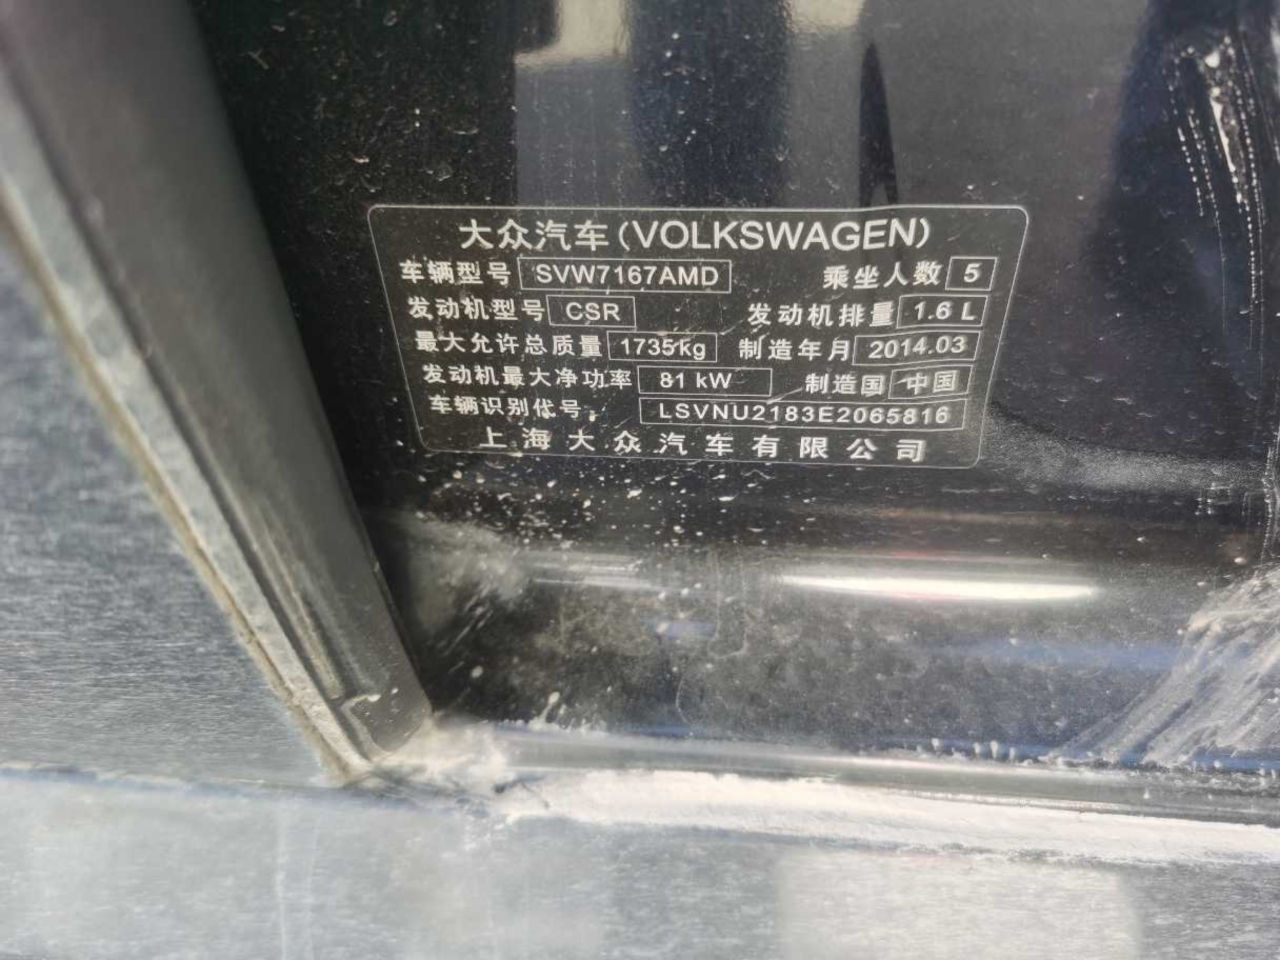 大众汽车(VOLKSWAGEN)
车辆型号 SVW7167AMD 乘坐人数 5
发动机型号 CSR 发动机排量 1.6 L
最大允许总质量 1735kg 制造年月 2014.03
发动机最大净功率 81 kW 制造国 中国
车辆识别代号: LSVNU2183E2065816
上海大众汽车有限公司